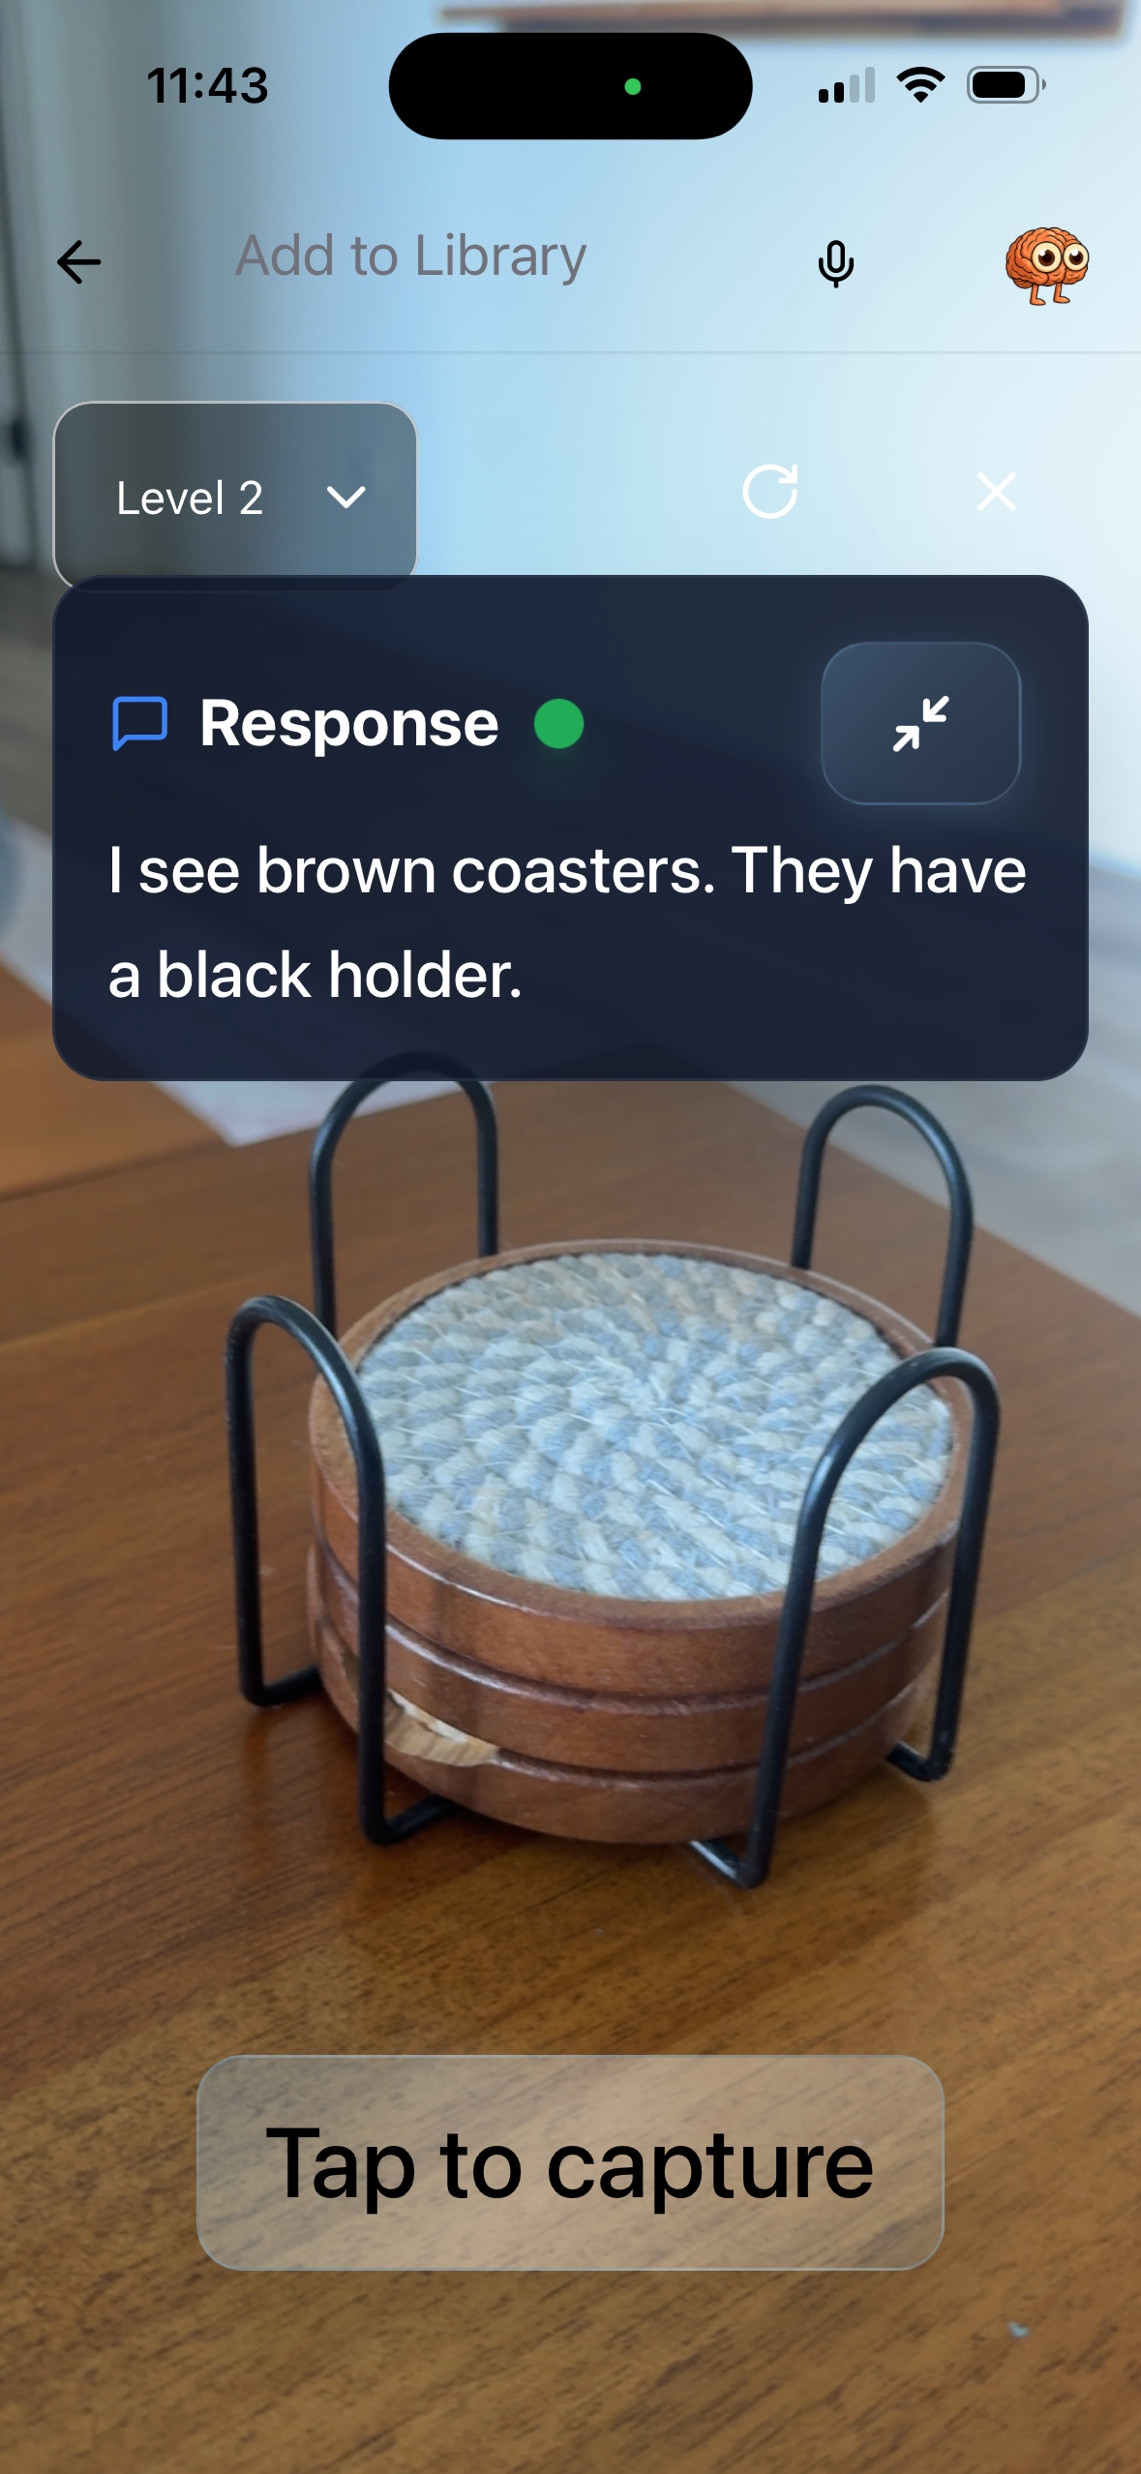 11:43
Add to Library
Level 2
Response
I see brown coasters. They have
a black holder.
Tap to capture